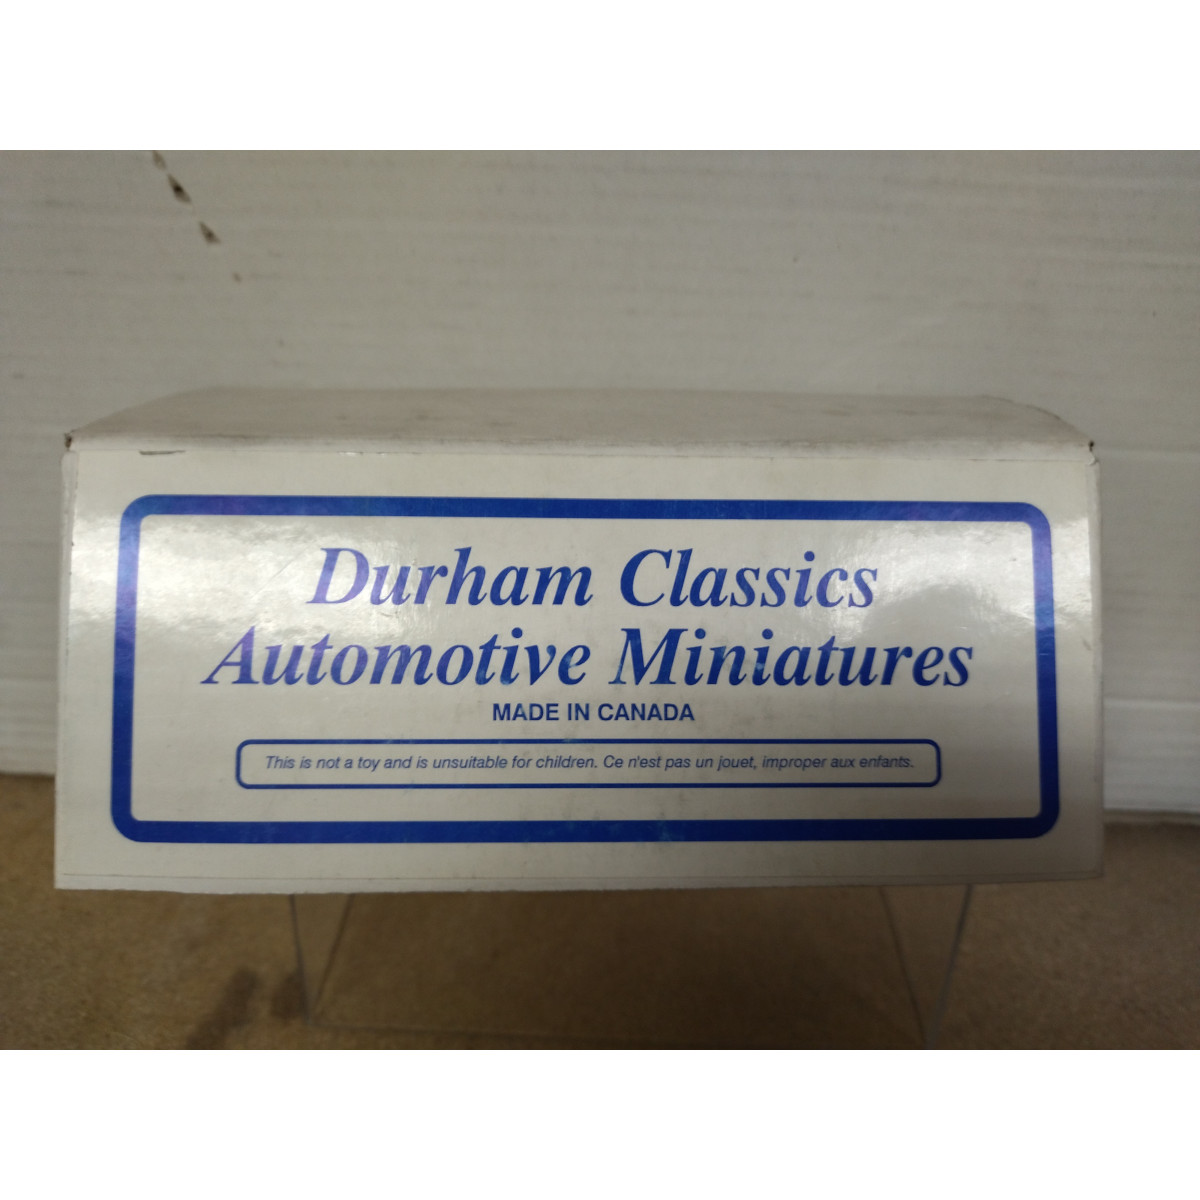 Durham Classics
Automotive Miniatures
MADE IN CANADA
This is not a toy and is unsuitable for children. Ce n'est pas un jouet, improper aux enfants.